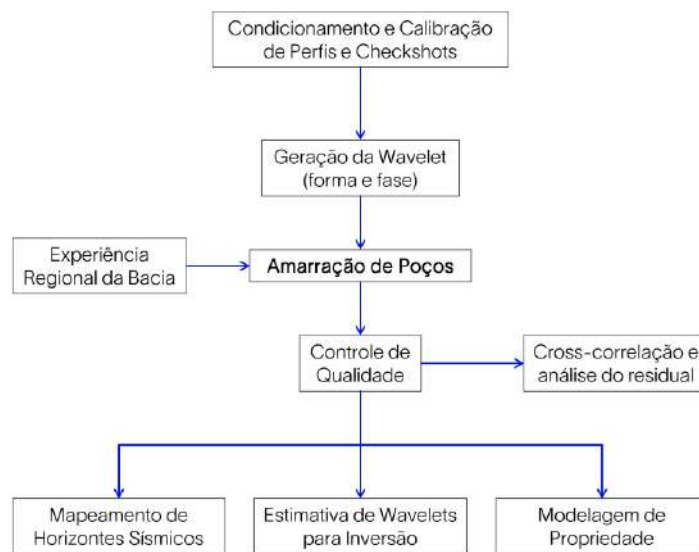 Condicionamento e Calibração
de Perfis e Checkshots
Geração da Wavelet
(forma e fase)
Experiência
Regional da Bacia
Amarração de Poços
Controle de
Qualidade
Cross-correlação e
análise do residual
Mapeamento de
Horizontes Sísmicos
Estimativa de Wavelets
para Inversão
Modelagem de
Propriedade